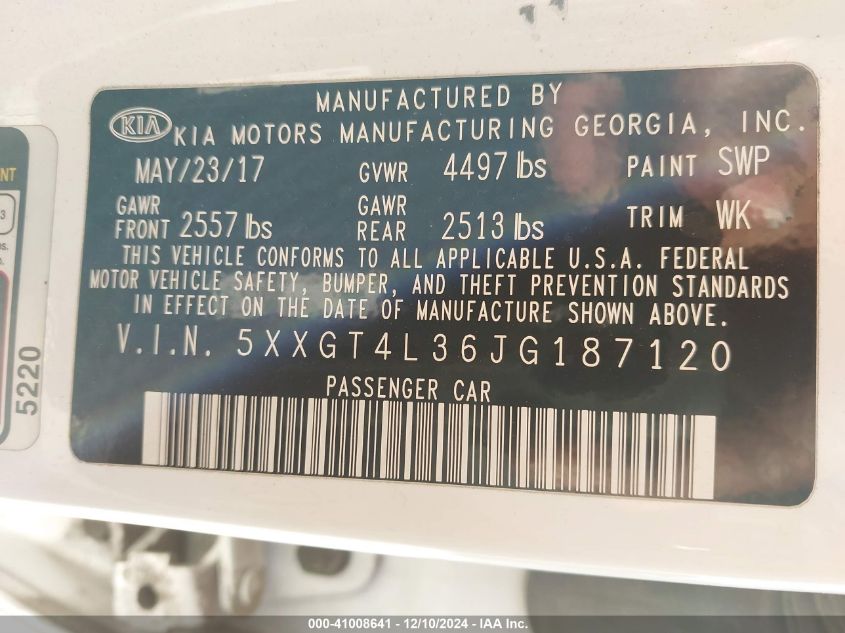 MANUFACTURED BY
KIA KIA MOTORS MANUFACTURING GEORGIA, INC.
MAY/23/17 GVWR 4497 lbs PAINT SWP
GAWR FRONT 2557 lbs GAWR REAR 2513 lbs TRIM WK
THIS VEHICLE CONFORMS TO ALL APPLICABLE U.S.A. FEDERAL
MOTOR VEHICLE SAFETY, BUMPER, AND THEFT PREVENTION STANDARDS
IN EFFECT ON THE DATE OF MANUFACTURE SHOWN ABOVE.
V.I.N. 5XXGT4L36JG187120
PASSENGER CAR
NT
3
5220
000-41008641 - 12/10/2024 - IAA Inc.